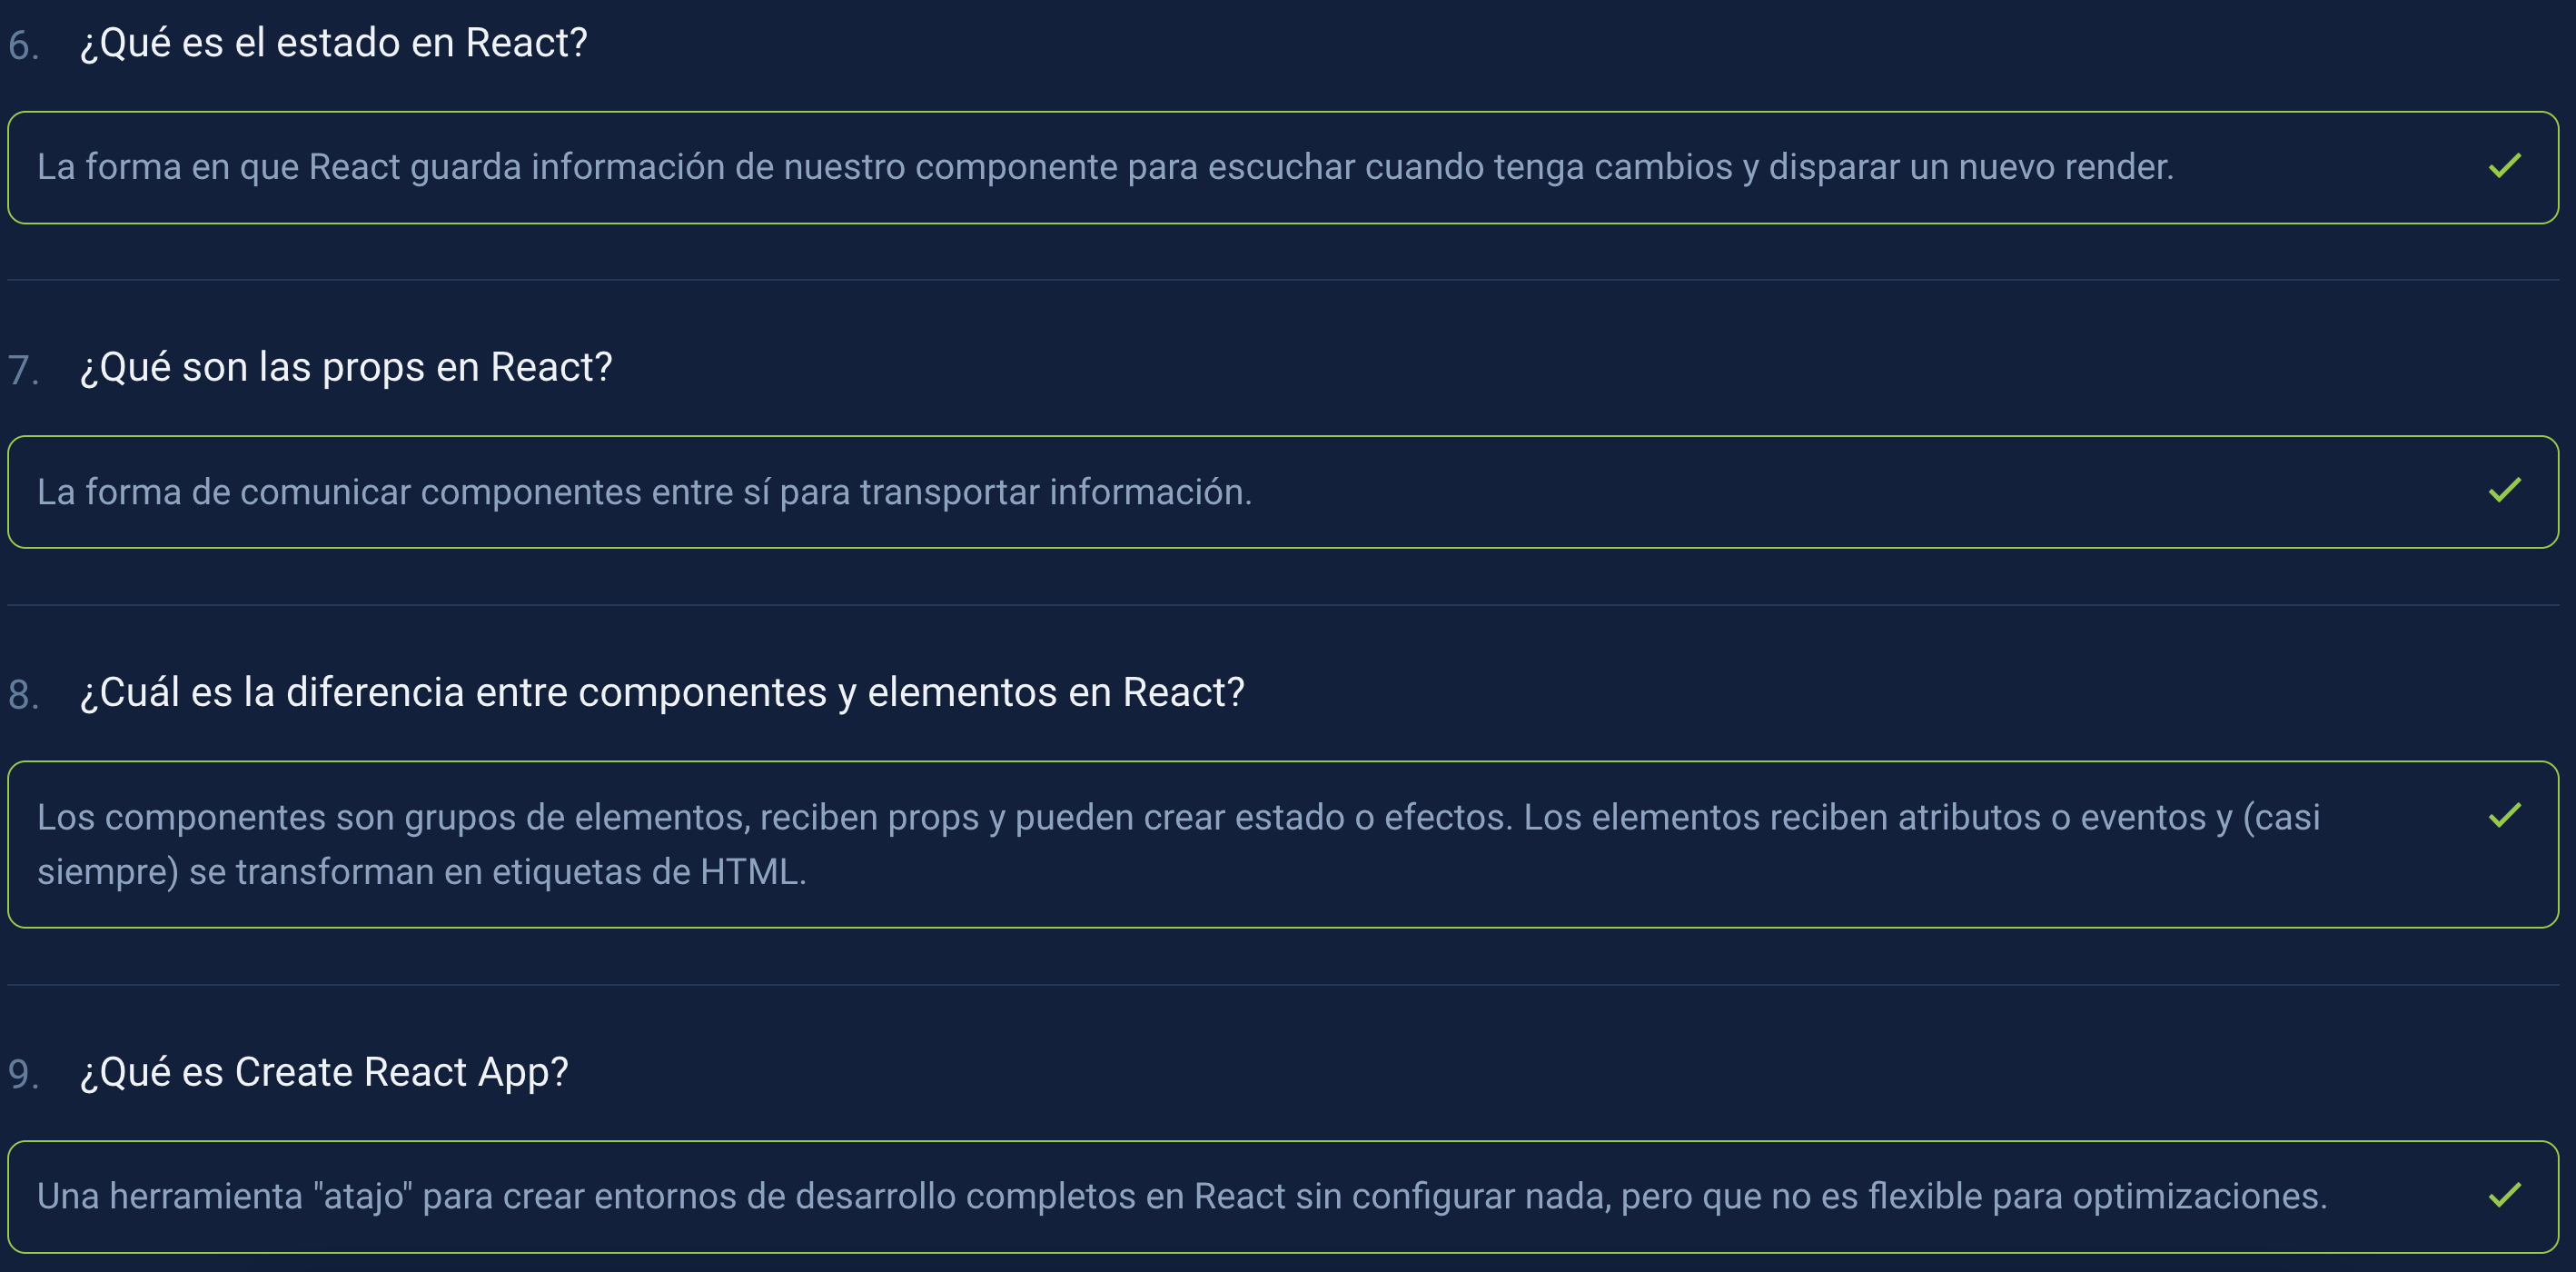 6. ¿Qué es el estado en React?
La forma en que React guarda información de nuestro componente para escuchar cuando tenga cambios y disparar un nuevo render.
7. ¿Qué son las props en React?
La forma de comunicar componentes entre sí para transportar información.
8. ¿Cuál es la diferencia entre componentes y elementos en React?
Los componentes son grupos de elementos, reciben props y pueden crear estado o efectos. Los elementos reciben atributos o eventos y (casi
siempre) se transforman en etiquetas de HTML.
9. ¿Qué es Create React App?
Una herramienta "atajo" para crear entornos de desarrollo completos en React sin configurar nada, pero que no es flexible para optimizaciones.